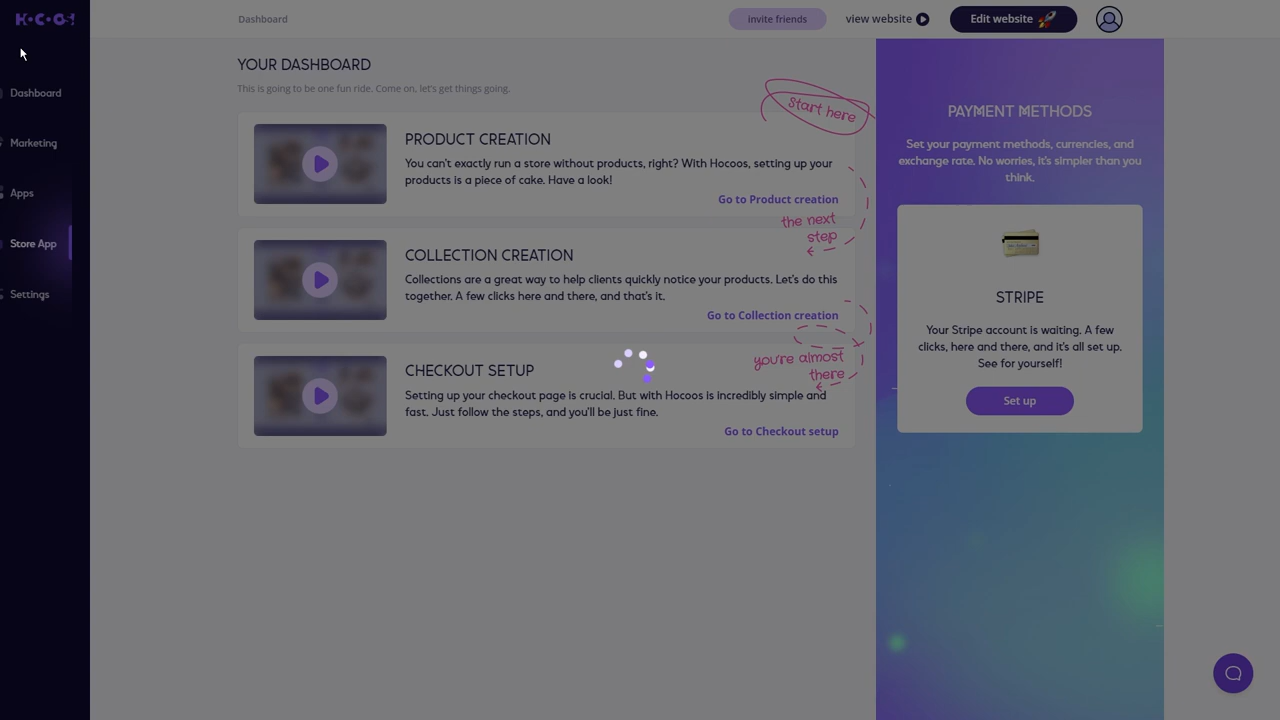 HOCOS
Dashboard
invite friends
view website
Edit website
Dashboard
Marketing
Apps
Store App
Settings
YOUR DASHBOARD
This is going to be one fun ride. Come on, let's get things going.
Start here
PRODUCT CREATION
You can't exactly run a store without products, right? With Hocoos, setting up your
products is a piece of cake. Have a look!
Go to Product creation
the next
step
COLLECTION CREATION
Collections are a great way to help clients quickly notice your products. Let's do this
together. A few clicks here and there, and that's it.
Go to Collection creation
you're almost
there
CHECKOUT SETUP
Setting up your checkout page is crucial. But with Hocoos is incredibly simple and
fast. Just follow the steps, and you'll be just fine.
Go to Checkout setup
PAYMENT METHODS
Set your payment methods, currencies, and
exchange rate. No worries, it's simpler than you
think.
STRIPE
Your Stripe account is waiting. A few
clicks, here and there, and it's all set up.
See for yourself!
Set up